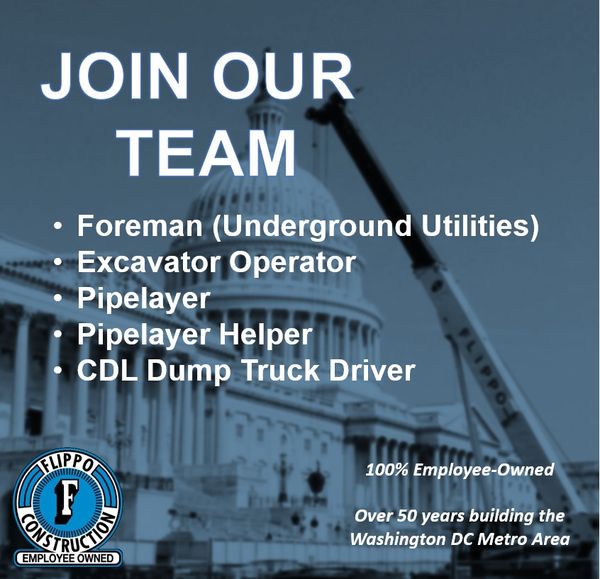 JOIN OUR
TEAM
• Foreman (Underground Utilities)
• Excavator Operator
• Pipelayer
• Pipelayer Helper
• CDL Dump Truck Driver
FLIPPO
100% Employee-Owned
Over 50 years building the
Washington DC Metro Area
FLIPPO
F
CONSTRUCTION
EMPLOYEE OWNED